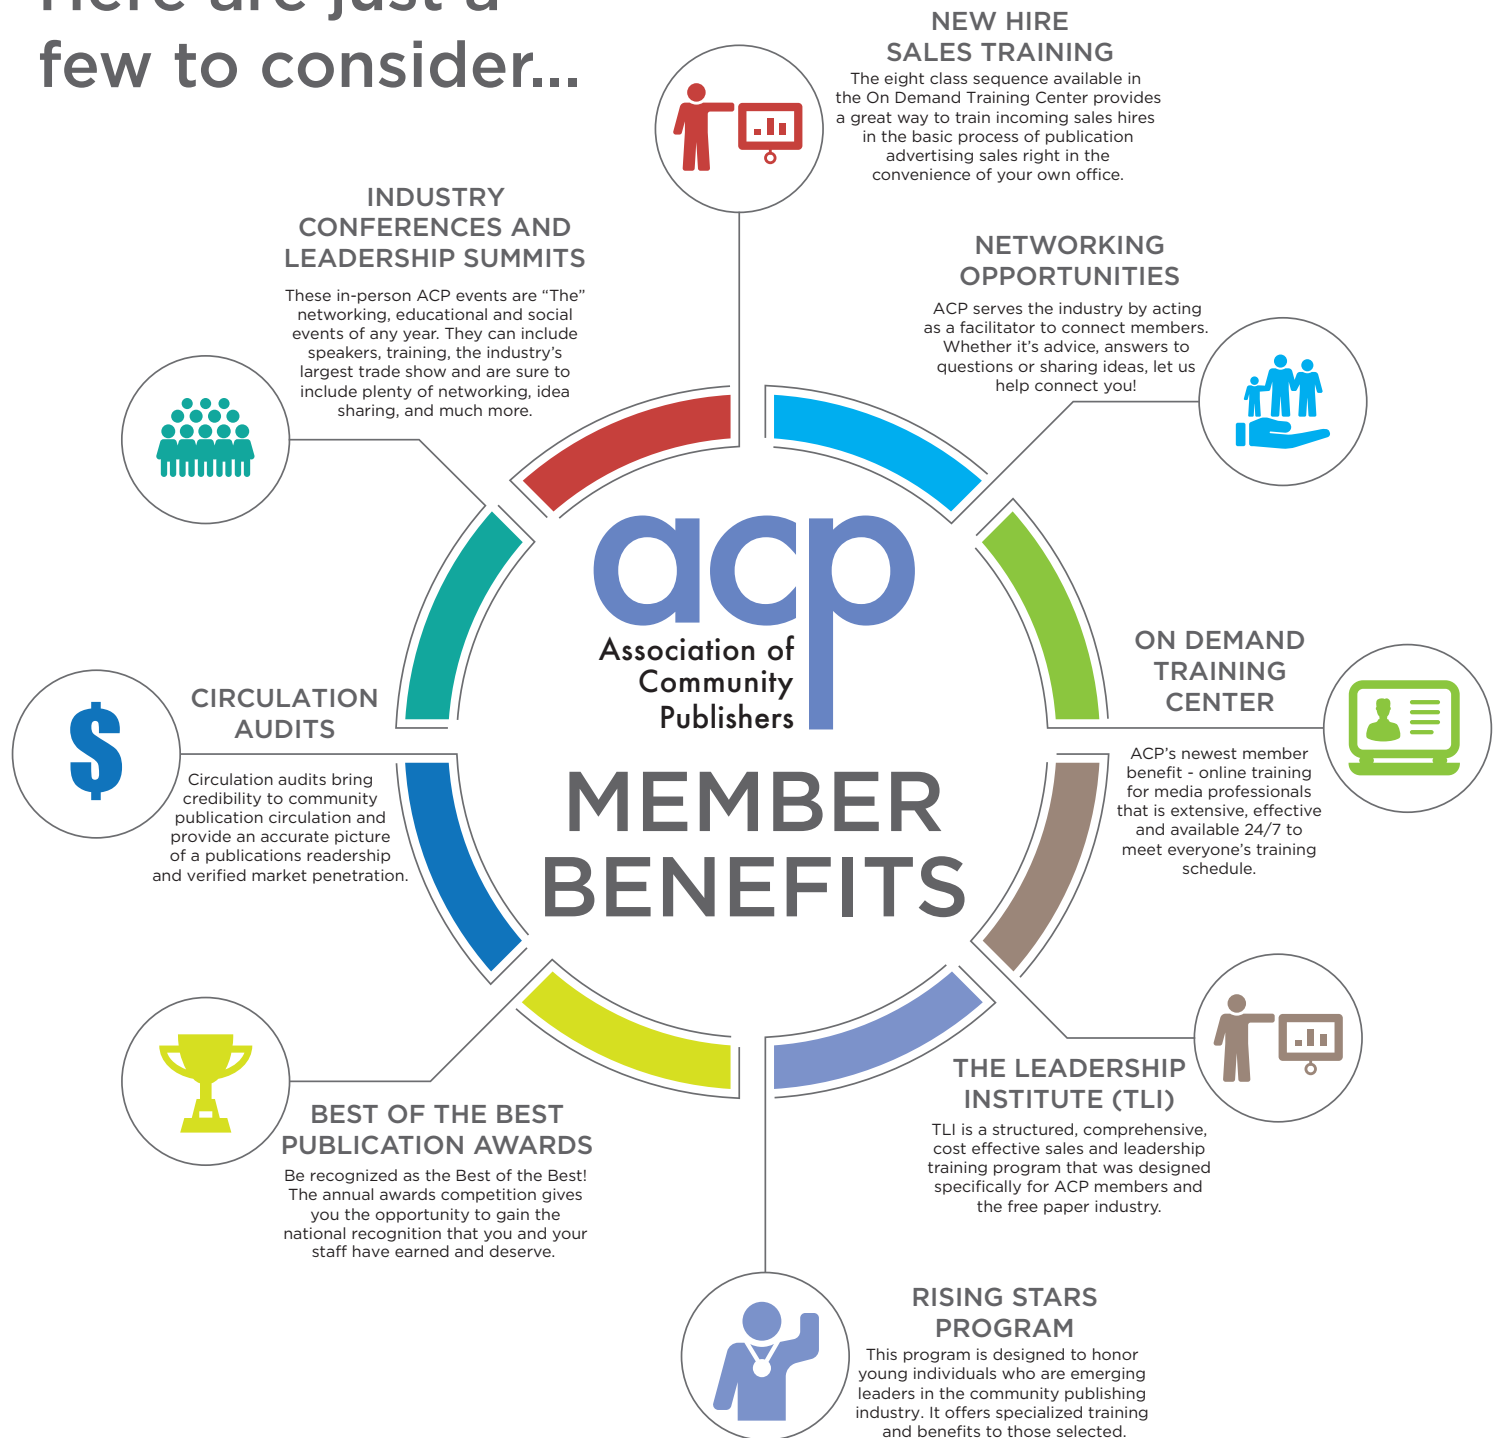 Here are just a
few to consider...
NEW HIRE
SALES TRAINING
The eight class sequence available in
the On Demand Training Center provides
a great way to train incoming sales hires
in the basic process of publication
advertising sales right in the
convenience of your own office.
INDUSTRY
CONFERENCES AND
LEADERSHIP SUMMITS
These in-person ACP events are “The”
networking, educational and social
events of any year. They can include
speakers, training, the industry’s
largest trade show and are sure to
include plenty of networking, idea
sharing, and much more.
NETWORKING
OPPORTUNITIES
ACP serves the industry by acting
as a facilitator to connect members.
Whether it’s advice, answers to
questions or sharing ideas, let us
help connect you!
acp
Association of
Community
Publishers
MEMBER
BENEFITS
ON DEMAND
TRAINING
CENTER
ACP’s newest member
benefit - online training
for media professionals
that is extensive, effective
and available 24/7 to
meet everyone’s training
schedule.
$
CIRCULATION
AUDITS
Circulation audits bring
credibility to community
publication circulation and
provide an accurate picture
of a publications readership
and verified market penetration.
THE LEADERSHIP
INSTITUTE (TLI)
TLI is a structured, comprehensive,
cost effective sales and leadership
training program that was designed
specifically for ACP members and
the free paper industry.
BEST OF THE BEST
PUBLICATION AWARDS
Be recognized as the Best of the Best!
The annual awards competition gives
you the opportunity to gain the
national recognition that you and your
staff have earned and deserve.
RISING STARS
PROGRAM
This program is designed to honor
young individuals who are emerging
leaders in the community publishing
industry. It offers specialized training
and benefits to those selected.